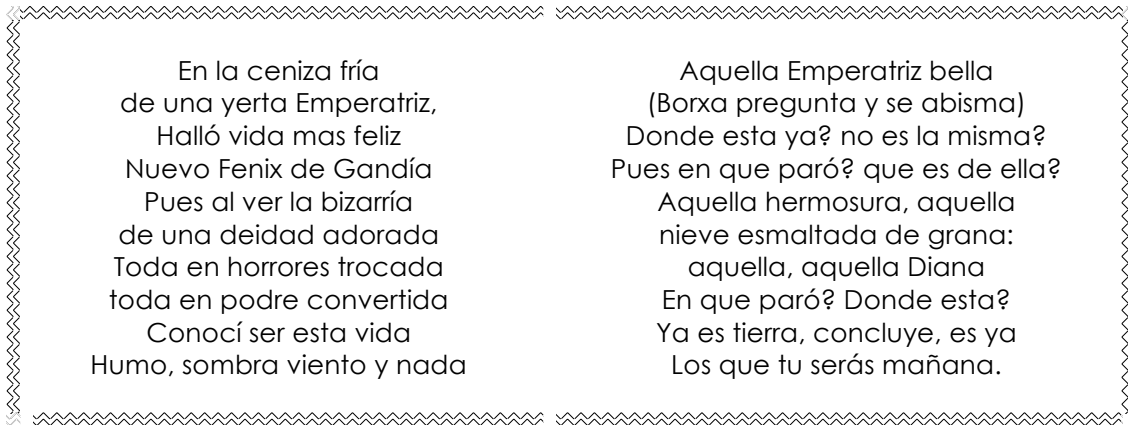 En la ceniza fría
de una yerta Emperatriz,
Halló vida mas feliz
Nuevo Fenix de Gandía
Pues al ver la bizarría
de una deidad adorada
Toda en horrores trocada
toda en podre convertida
Conocí ser esta vida
Humo, sombra viento y nada
Aquella Emperatriz bella
(Borxa pregunta y se abisma)
Donde esta ya? no es la misma?
Pues en que paró? que es de ella?
Aquella hermosura, aquella
nieve esmaltada de grana:
aquella, aquella Diana
En que paró? Donde esta?
Ya es tierra, concluye, es ya
Los que tu serás mañana.